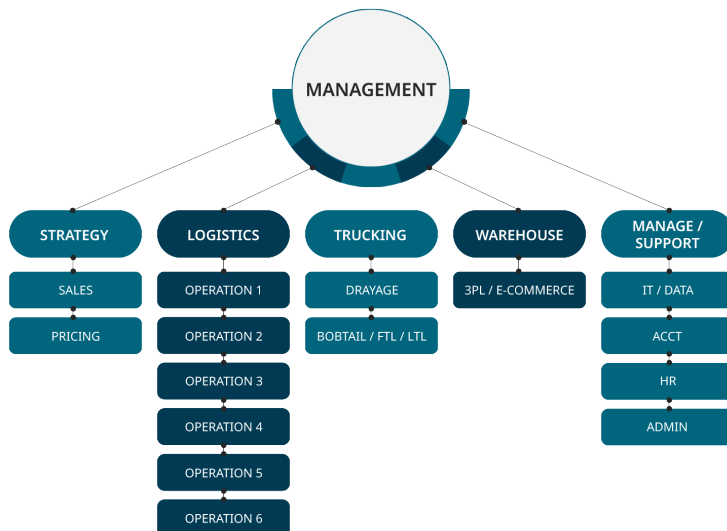 MANAGEMENT
STRATEGY
LOGISTICS
TRUCKING
WAREHOUSE
MANAGE /
SUPPORT
SALES
OPERATION 1
DRAYAGE
3PL / E-COMMERCE
IT / DATA
PRICING
OPERATION 2
BOBTAIL / FTL / LTL
ACCT
OPERATION 3
HR
OPERATION 4
ADMIN
OPERATION 5
OPERATION 6